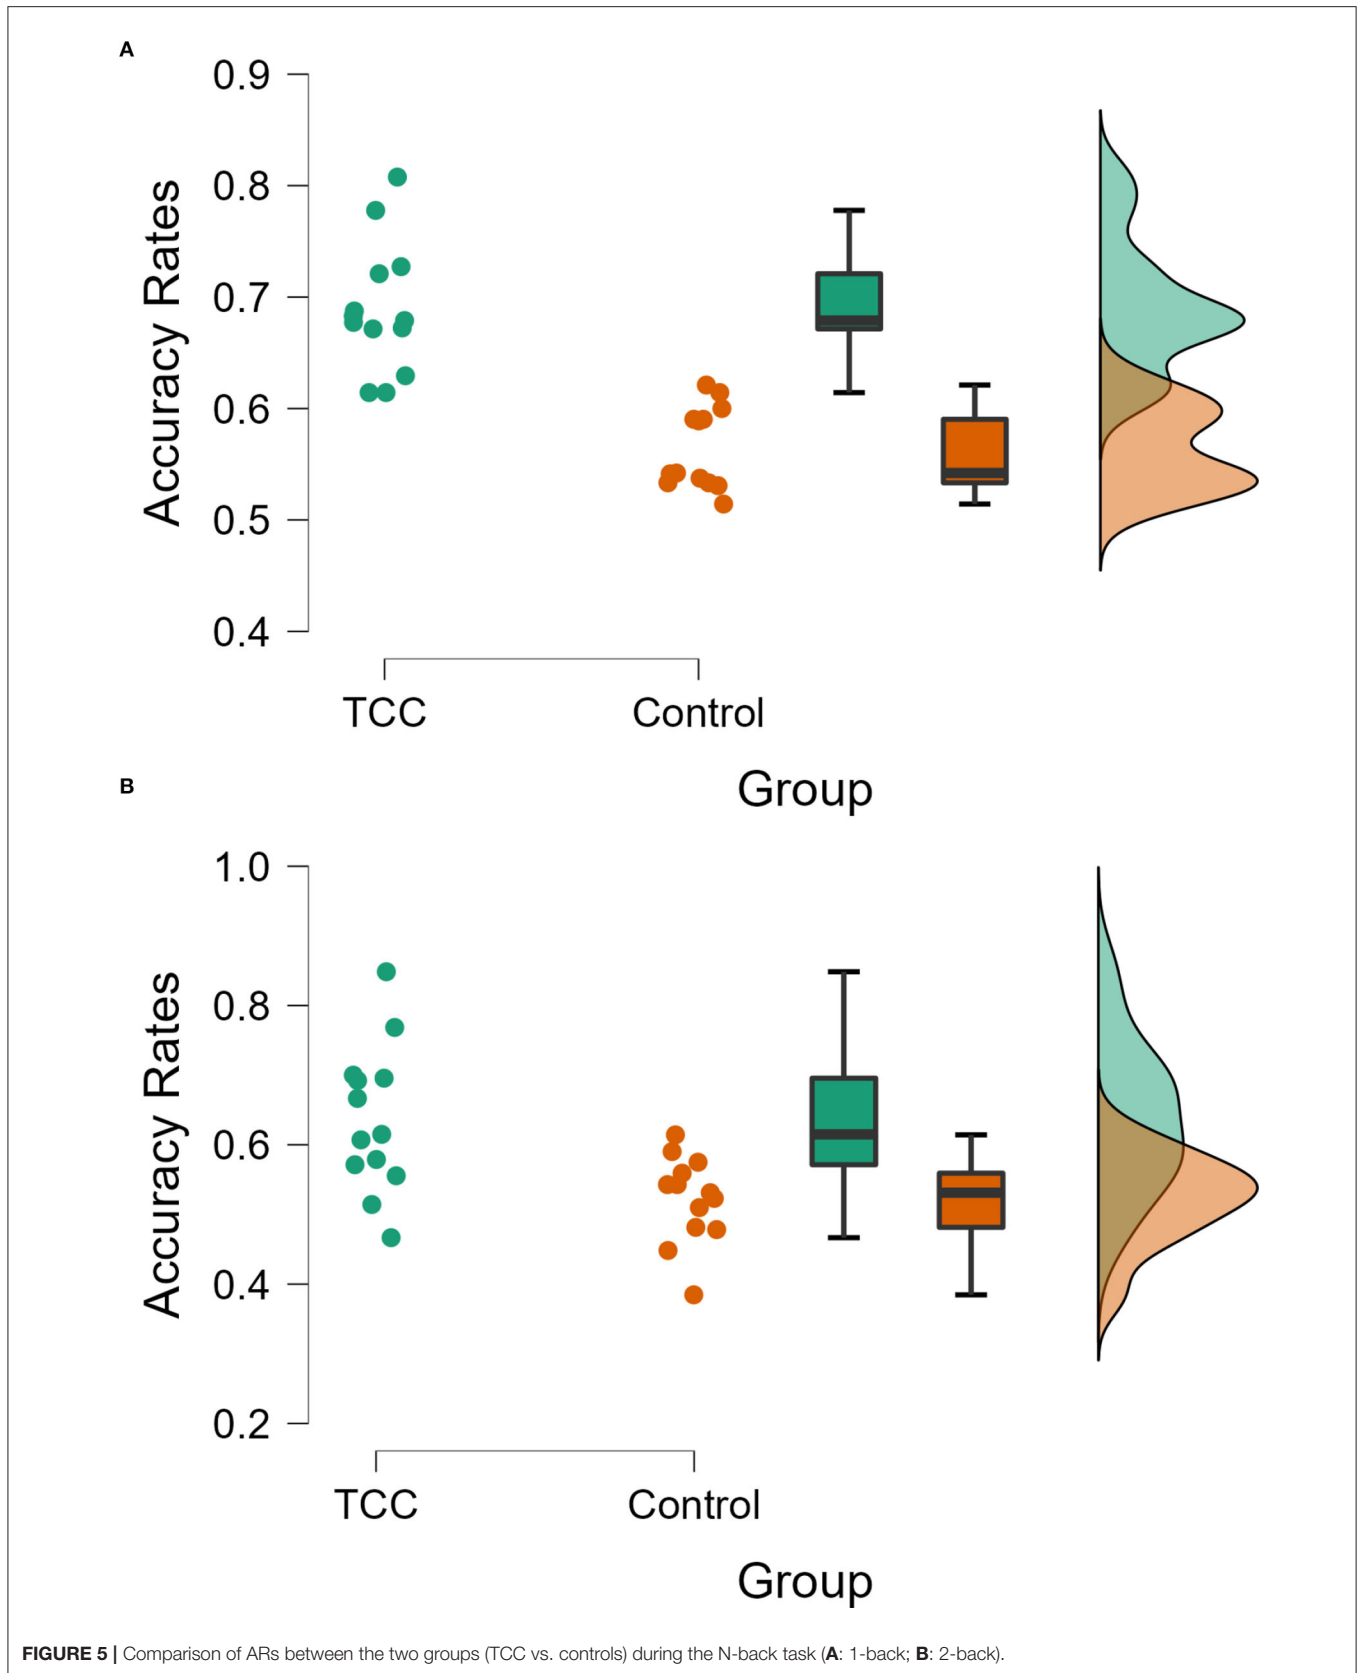 A
0.9
0.8
0.7
0.6
0.5
0.4
Accuracy Rates
TCC Control
Group
B
1.0
0.8
0.6
0.4
0.2
Accuracy Rates
TCC Control
Group
FIGURE 5 | Comparison of ARs between the two groups (TCC vs. controls) during the N-back task (A: 1-back; B: 2-back).